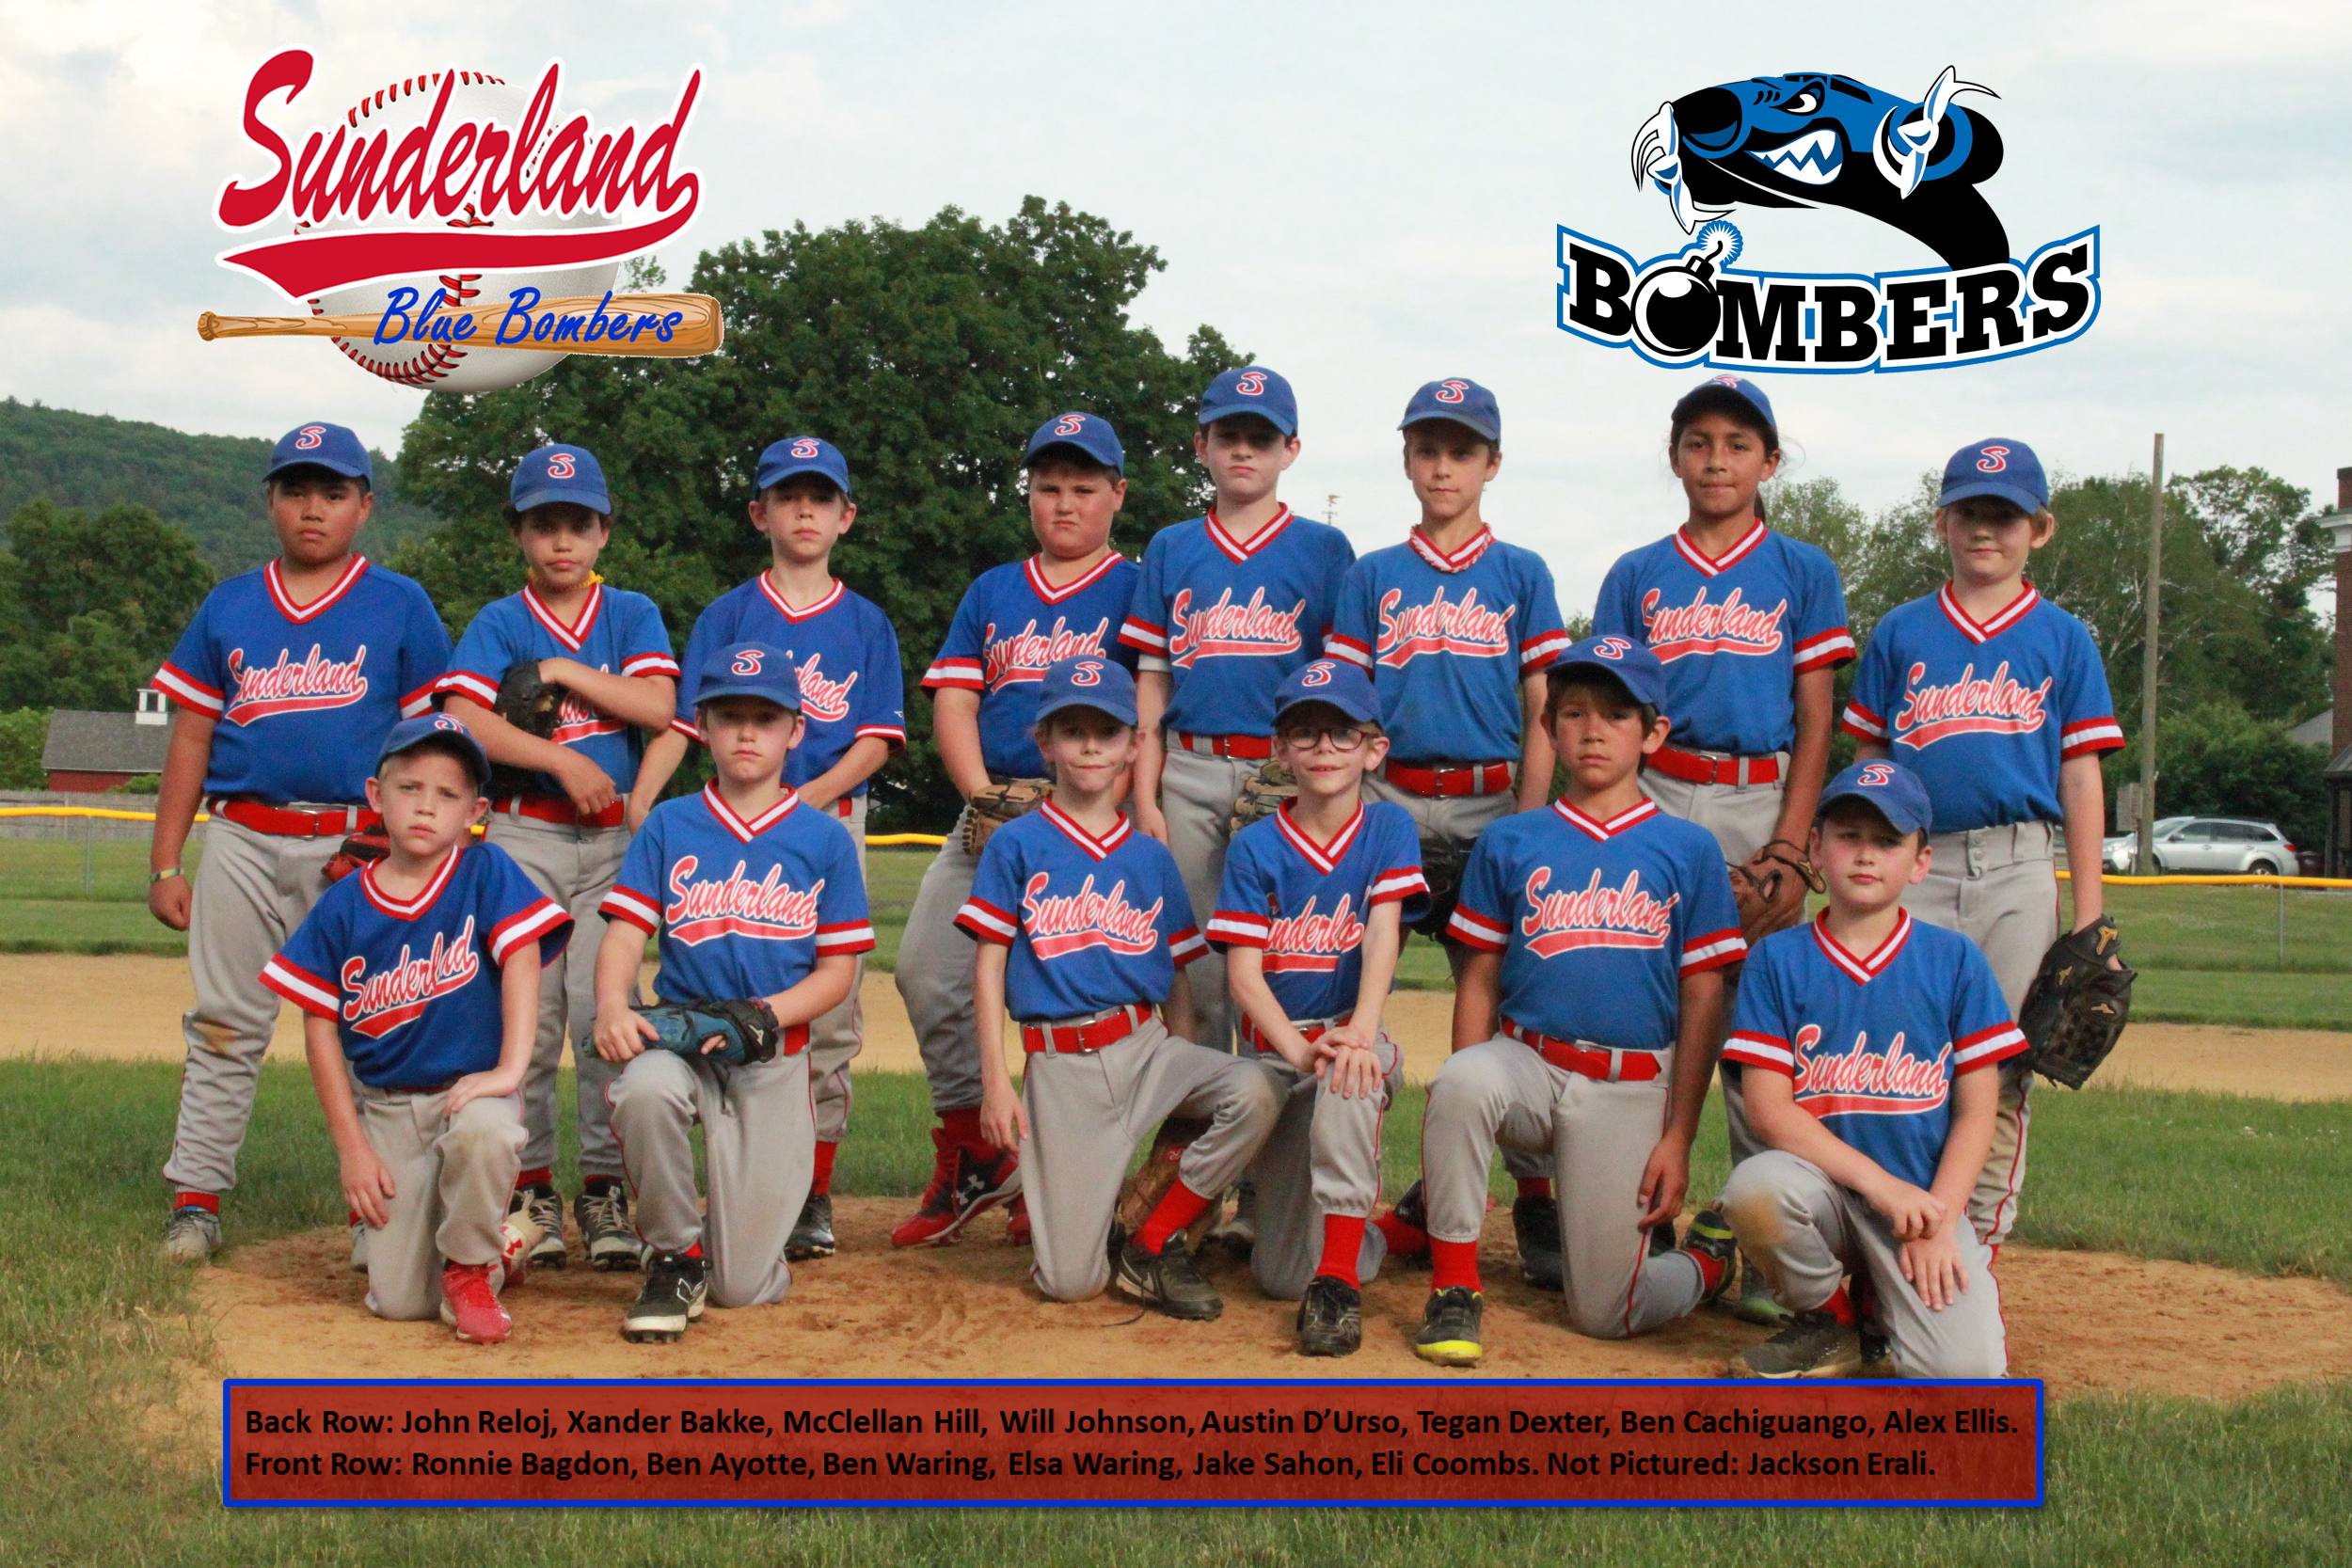 Sunderland
Blue Bombers
BOMBERS
S
S
S
S
S
S
S
S
Sunderland
Sunderland
Sunderland
Sunderland
Sunderland
Sunderland
S
S
S
S
S
S
Sunderland
Sunderland
Sunderland
Back Row: John Reloj, Xander Bakke, McClellan Hill, Will Johnson, Austin D’Urso, Tegan Dexter, Ben Cachiguango, Alex Ellis.
Front Row: Ronnie Bagdon, Ben Ayotte, Ben Waring, Elsa Waring, Jake Sahon, Eli Coombs. Not Pictured: Jackson Erali.